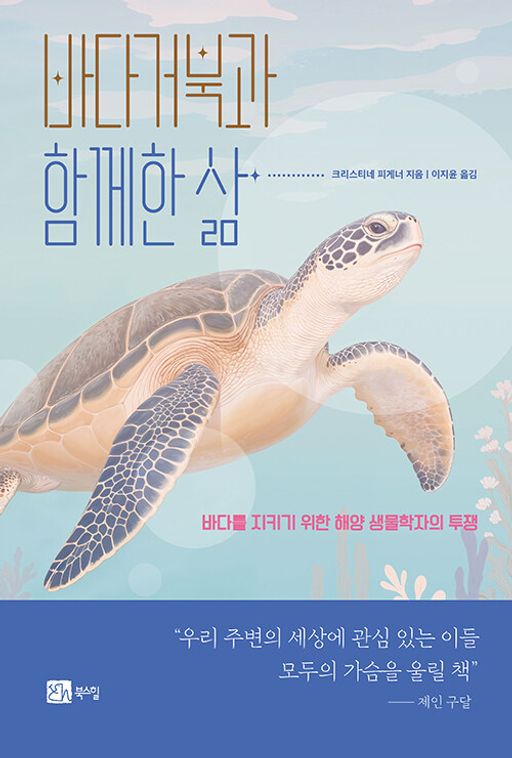 바다거북과
함께한 삶
크리스티네 피게너 지음 | 이지윤 옮김
바다를 지키기 위한 해양 생물학자의 투쟁
“우리 주변의 세상에 관심 있는 이들
모두의 가슴을 울릴 책”
── 제인 구달
북스힐